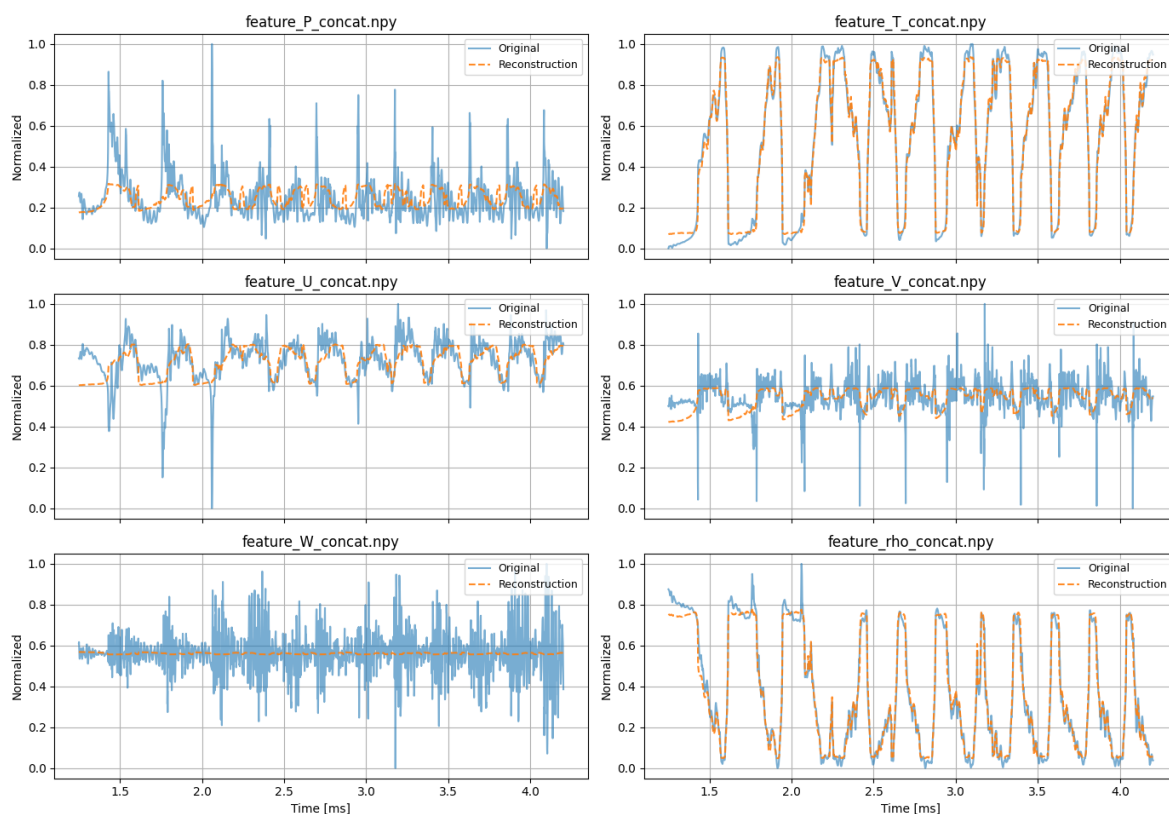 feature_P_concat.npy
Normalized
1.0
0.8
0.6
0.4
0.2
0.0
Original
Reconstruction
feature_T_concat.npy
Normalized
1.0
0.8
0.6
0.4
0.2
0.0
Original
Reconstruction
feature_U_concat.npy
Normalized
1.0
0.8
0.6
0.4
0.2
0.0
Original
Reconstruction
feature_V_concat.npy
Normalized
1.0
0.8
0.6
0.4
0.2
0.0
Original
Reconstruction
feature_W_concat.npy
Normalized
1.0
0.8
0.6
0.4
0.2
0.0
Original
Reconstruction
1.5 2.0 2.5 3.0 3.5 4.0
Time [ms]
feature_rho_concat.npy
Normalized
1.0
0.8
0.6
0.4
0.2
0.0
Original
Reconstruction
1.5 2.0 2.5 3.0 3.5 4.0
Time [ms]